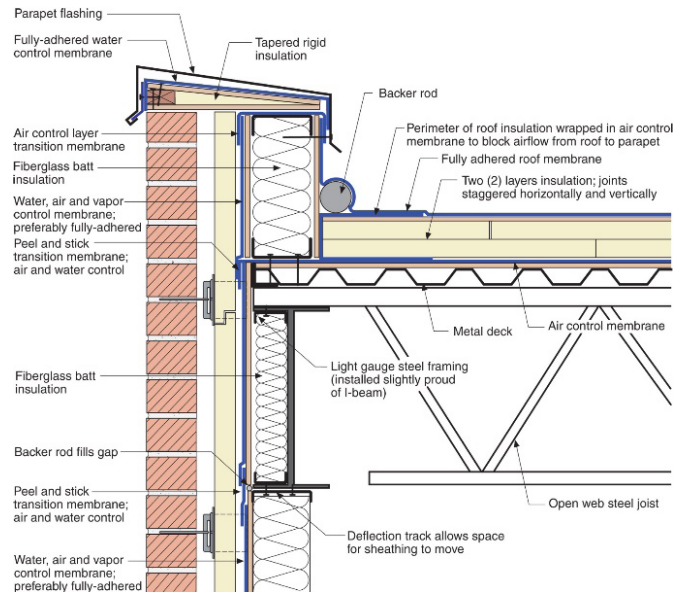 Parapet flashing
Fully-adhered water
control membrane
Tapered rigid
insulation
Backer rod
Air control layer
transition membrane
Perimeter of roof insulation wrapped in air control
membrane to block airflow from roof to parapet
Fully adhered roof membrane
Fiberglass batt
insulation
Two (2) layers insulation; joints
staggered horizontally and vertically
Water, air and vapor
control membrane;
preferably fully-adhered
Peel and stick
transition membrane;
air and water control
Metal deck
Air control membrane
Light gauge steel framing
(installed slightly proud
of I-beam)
Fiberglass batt
insulation
Backer rod fills gap
Peel and stick
transition membrane;
air and water control
Open web steel joist
Deflection track allows space
for sheathing to move
Water, air and vapor
control membrane;
preferably fully-adhered